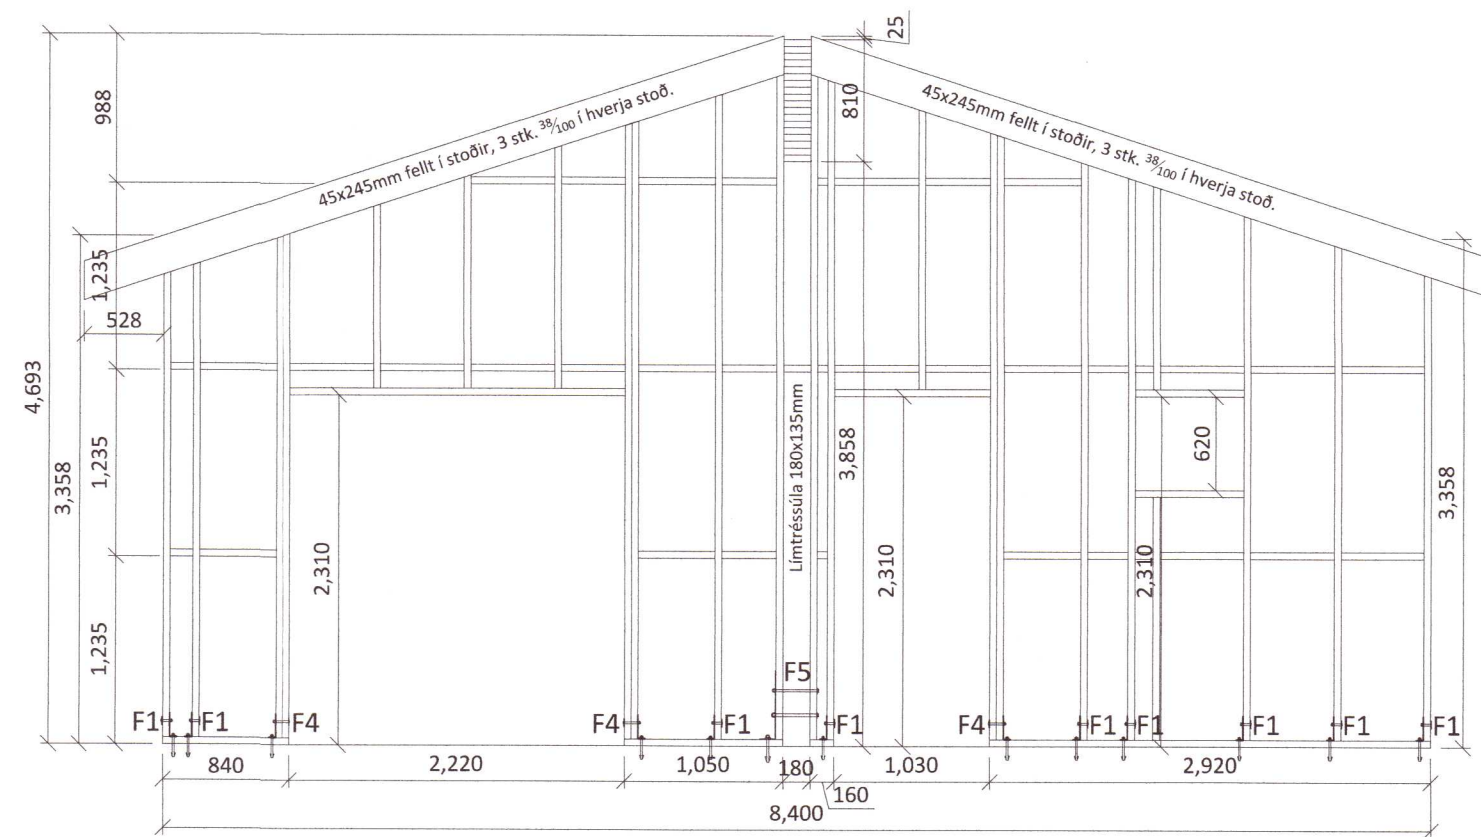 25
988
810
45x245mm fellt í stoðir, 3 stk. 38/100 í hverja stoð.
45x245mm fellt í stoðir, 3 stk. 38/100 í hverja stoð.
1,235
528
4,693
3,358
1,235
1,235
2,310
Límtréssúla 180x135mm
3,858
2,310
620
2,310
3,358
F5
F1
F1
F4
F4
F1
F1
F4
F1
F1
F1
F1
F1
840
2,220
1,050
180
1,030
2,920
160
8,400